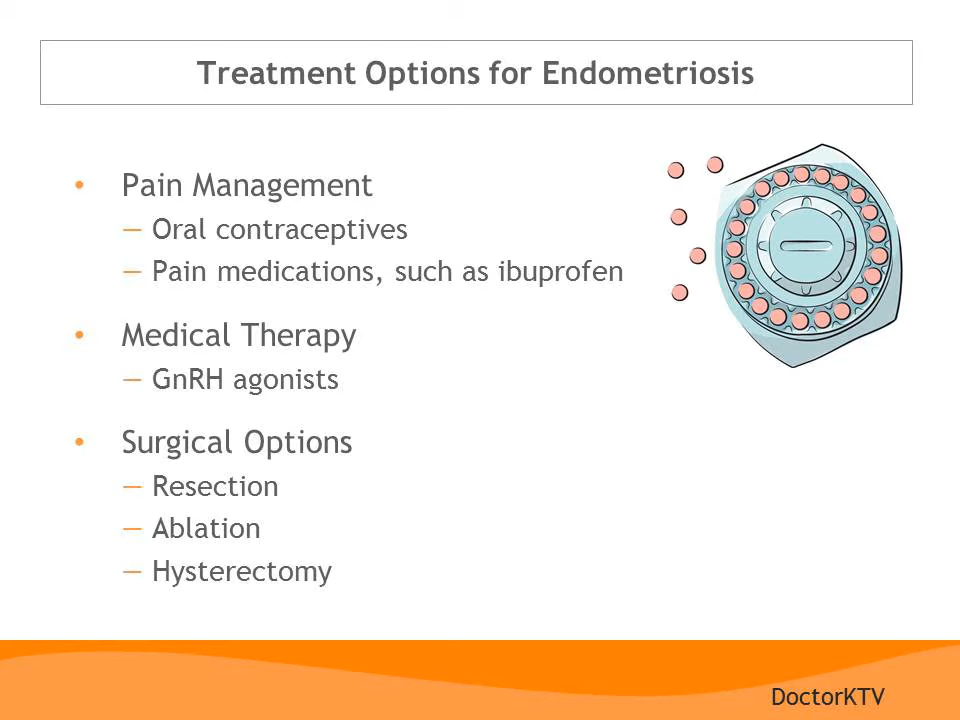 Treatment Options for Endometriosis
• Pain Management
— Oral contraceptives
— Pain medications, such as ibuprofen
• Medical Therapy
— GnRH agonists
• Surgical Options
— Resection
— Ablation
— Hysterectomy
DoctorKTV